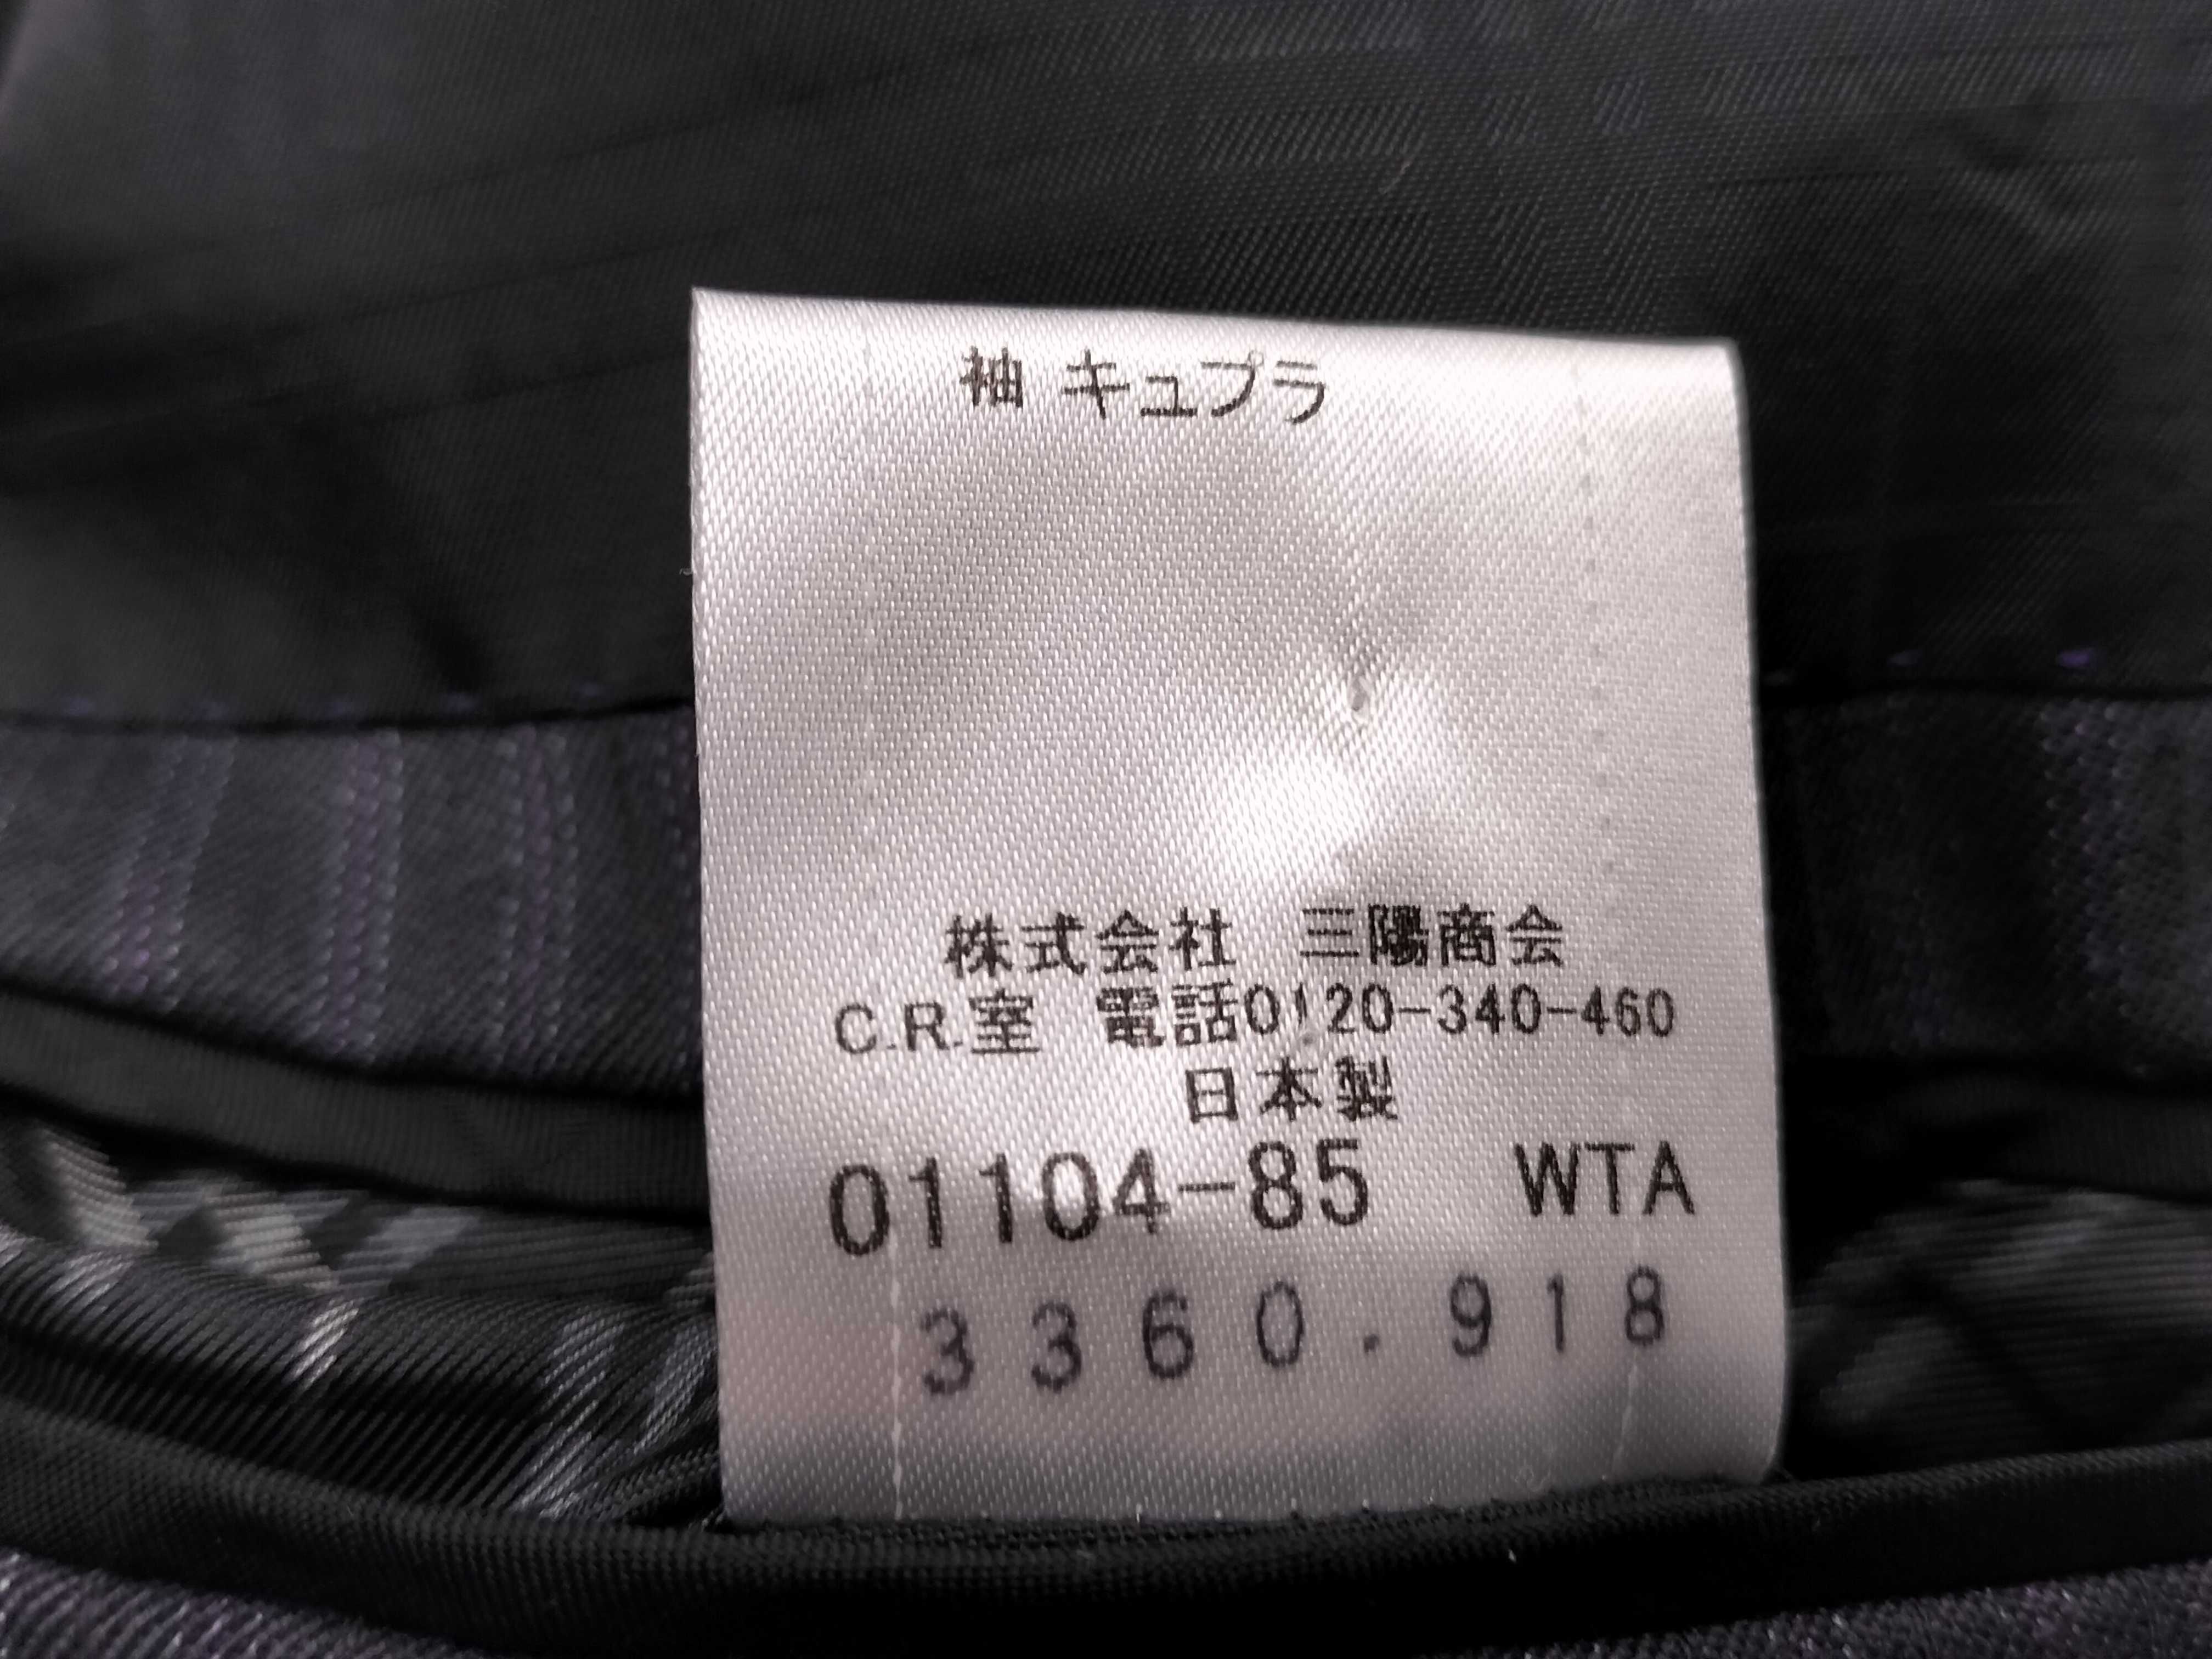 袖 キュプラ
株式会社 三陽商会
C.R.室 電話0120-340-460
日本製
01104-85 WTA
3360.918